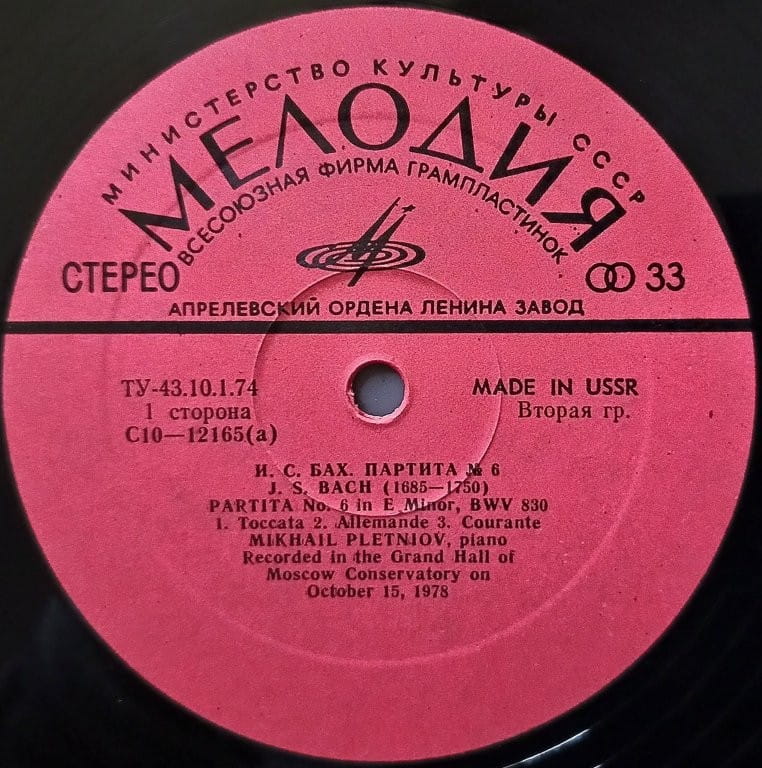 МИНИСТЕРСТВО КУЛЬТУРЫ СССР
МЕЛОДИЯ
ВСЕСОЮЗНАЯ ФИРМА ГРАМПЛАСТИНОК
СТЕРЕО
33
АПРЕЛЕВСКИЙ ОРДЕНА ЛЕНИНА ЗАВОД
ТУ-43.10.1.74
1 сторона
С10—12165(а)
MADE IN USSR
Вторая гр.
И. С. БАХ. ПАРТИТА № 6
J. S. BACH (1685—1750)
PARTITA No. 6 in E Minor, BWV 830
1. Toccata 2. Allemande 3. Courante
MIKHAIL PLETNIOV, piano
Recorded in the Grand Hall of
Moscow Conservatory on
October 15, 1978